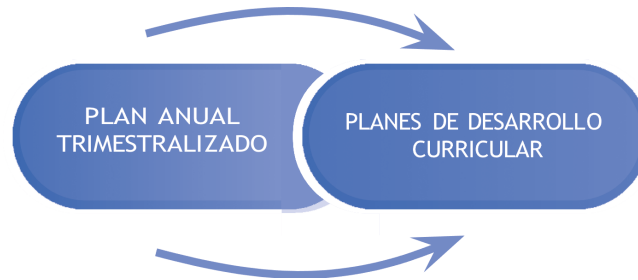 PLAN ANUAL
TRIMESTRALIZADO
PLANES DE DESARROLLO
CURRICULAR